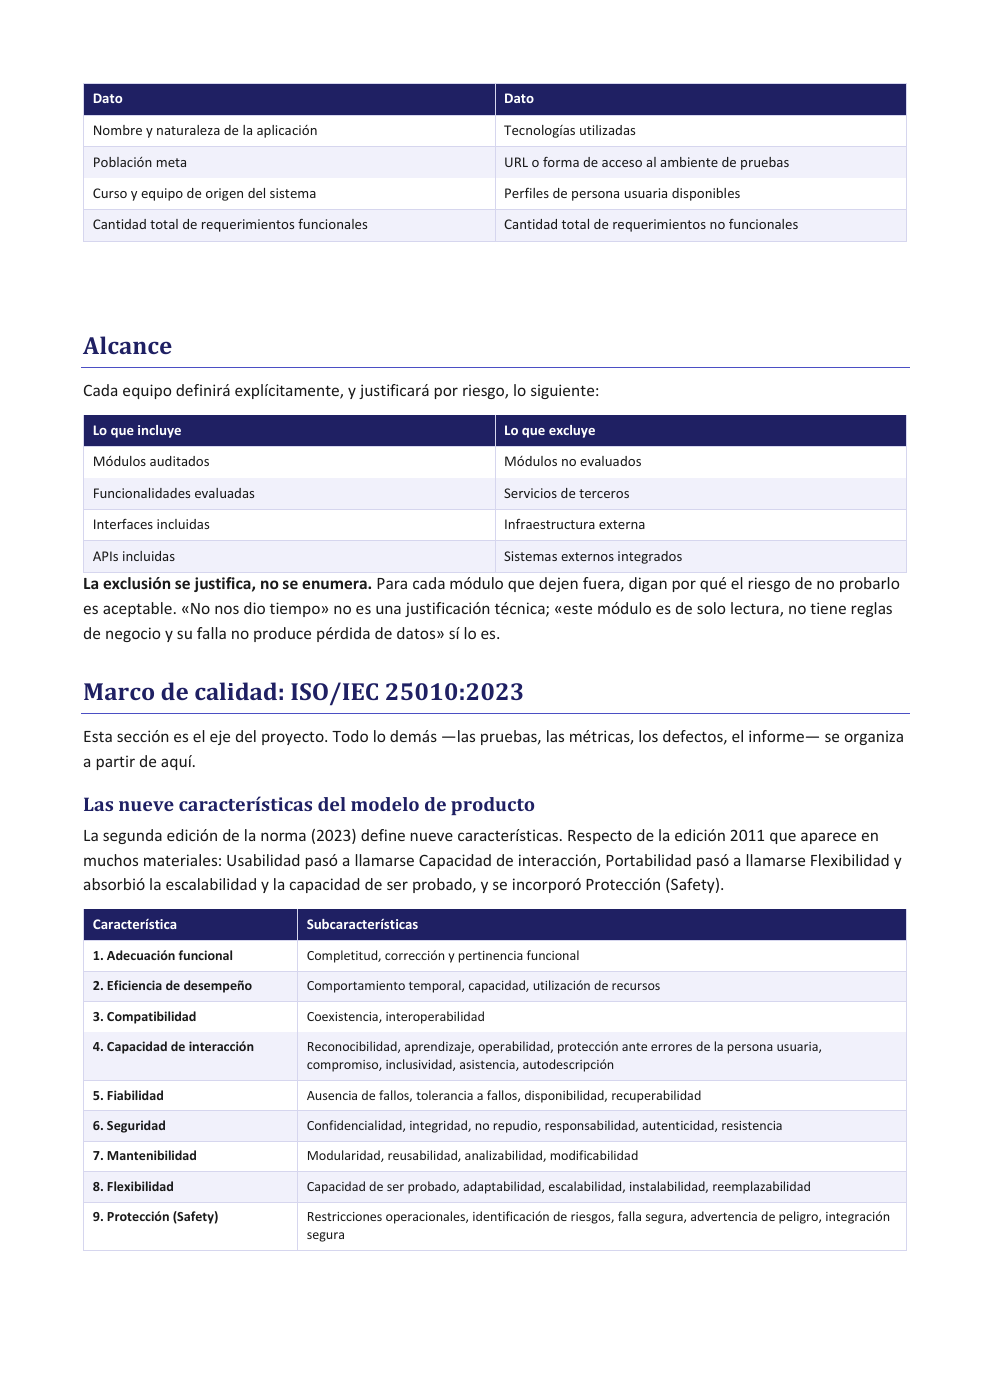 Dato Dato
Nombre y naturaleza de la aplicación Tecnologías utilizadas
Población meta URL o forma de acceso al ambiente de pruebas
Curso y equipo de origen del sistema Perfiles de persona usuaria disponibles
Cantidad total de requerimientos funcionales Cantidad total de requerimientos no funcionales
Alcance
Cada equipo definirá explícitamente, y justificará por riesgo, lo siguiente:
Lo que incluye Lo que excluye
Módulos auditados Módulos no evaluados
Funcionalidades evaluadas Servicios de terceros
Interfaces incluidas Infraestructura externa
APIs incluidas Sistemas externos integrados
La exclusión se justifica, no se enumera. Para cada módulo que dejen fuera, digan por qué el riesgo de no probarlo
es aceptable. «No nos dio tiempo» no es una justificación técnica; «este módulo es de solo lectura, no tiene reglas
de negocio y su falla no produce pérdida de datos» sí lo es.
Marco de calidad: ISO/IEC 25010:2023
Esta sección es el eje del proyecto. Todo lo demás —las pruebas, las métricas, los defectos, el informe— se organiza
a partir de aquí.
Las nueve características del modelo de producto
La segunda edición de la norma (2023) define nueve características. Respecto de la edición 2011 que aparece en
muchos materiales: Usabilidad pasó a llamarse Capacidad de interacción, Portabilidad pasó a llamarse Flexibilidad y
absorbió la escalabilidad y la capacidad de ser probado, y se incorporó Protección (Safety).
Característica Subcaracterísticas
1. Adecuación funcional Completitud, corrección y pertinencia funcional
2. Eficiencia de desempeño Comportamiento temporal, capacidad, utilización de recursos
3. Compatibilidad Coexistencia, interoperabilidad
4. Capacidad de interacción Reconocibilidad, aprendizaje, operabilidad, protección ante errores de la persona usuaria,
compromiso, inclusividad, asistencia, autodescripción
5. Fiabilidad Ausencia de fallos, tolerancia a fallos, disponibilidad, recuperabilidad
6. Seguridad Confidencialidad, integridad, no repudio, responsabilidad, autenticidad, resistencia
7. Mantenibilidad Modularidad, reusabilidad, analizabilidad, modificabilidad
8. Flexibilidad Capacidad de ser probado, adaptabilidad, escalabilidad, instalabilidad, reemplazabilidad
9. Protección (Safety) Restricciones operacionales, identificación de riesgos, falla segura, advertencia de peligro, integración
segura